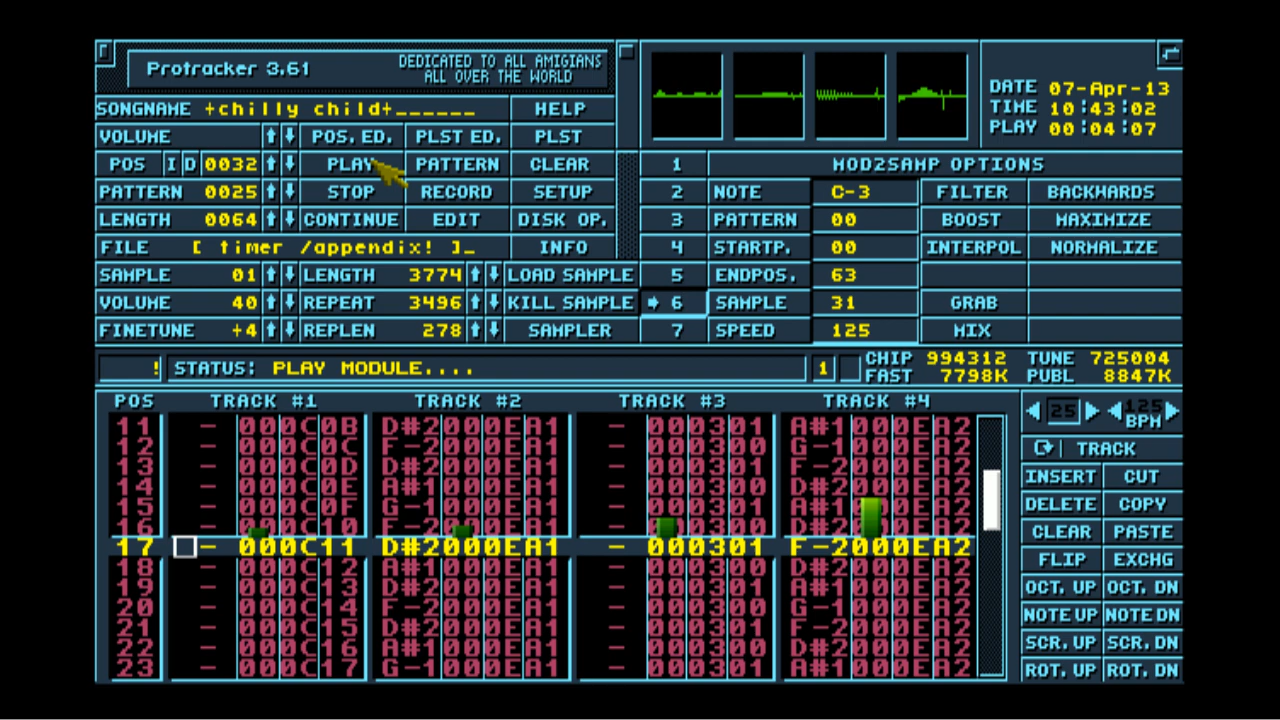 Protracker 3.61
DEDICATED TO ALL AMIGIANS
ALL OVER THE WORLD
DATE 07-Apr-13
TIME 10:43:02
PLAY 00:04:07
SONGNAME +chilly child+______ HELP
VOLUME POS. ED. PLST ED. PLST
POS I D 0032 PLAY PATTERN CLEAR 1 MOD2SAMP OPTIONS
PATTERN 0025 STOP RECORD SETUP 2 NOTE C-3 FILTER BACKWARDS
LENGTH 0064 CONTINUE EDIT DISK OP. 3 PATTERN 00 BOOST MAXIMIZE
FILE [ timer /appendix! ]_ INFO 4 STARTP. 00 INTERPOL NORMALIZE
SAMPLE 01 LENGTH 3774 LOAD SAMPLE 5 ENDPOS. 63
VOLUME 40 REPEAT 3496 KILL SAMPLE 6 SAMPLE 31 GRAB
FINETUNE +4 REPLEN 278 SAMPLER 7 SPEED 125 MIX
! STATUS: PLAY MODULE.... 1 CHIP 994312 TUNE 725004
FAST 7798K PUBL 8847K
POS TRACK #1 TRACK #2 TRACK #3 TRACK #4
11 - 000C0B D#2000EA1 - 000301 A#1000EA2
12 - 000C0C F-2000EA1 - 000300 G-1000EA2
13 - 000C0D D#2000EA1 - 000301 F-2000EA2
14 - 000C0E A#1000EA1 - 000300 D#2000EA2
15 - 000C0F G-1000EA1 - 000301 A#1000EA2
16 - 000C10 F-2000EA1 - 000300 D#2000EA2
17 - 000C11 D#2000EA1 - 000301 F-2000EA2
18 - 000C12 A#1000EA1 - 000300 D#2000EA2
19 - 000C13 D#2000EA1 - 000301 A#1000EA2
20 - 000C14 F-2000EA1 - 000300 G-1000EA2
21 - 000C15 D#2000EA1 - 000301 F-2000EA2
22 - 000C16 A#1000EA1 - 000300 D#2000EA2
23 - 000C17 G-1000EA1 - 000301 A#1000EA2
25 125
BPM
TRACK
INSERT CUT
DELETE COPY
CLEAR PASTE
FLIP EXCHG
OCT. UP OCT. DN
NOTE UP NOTE DN
SCR. UP SCR. DN
ROT. UP ROT. DN